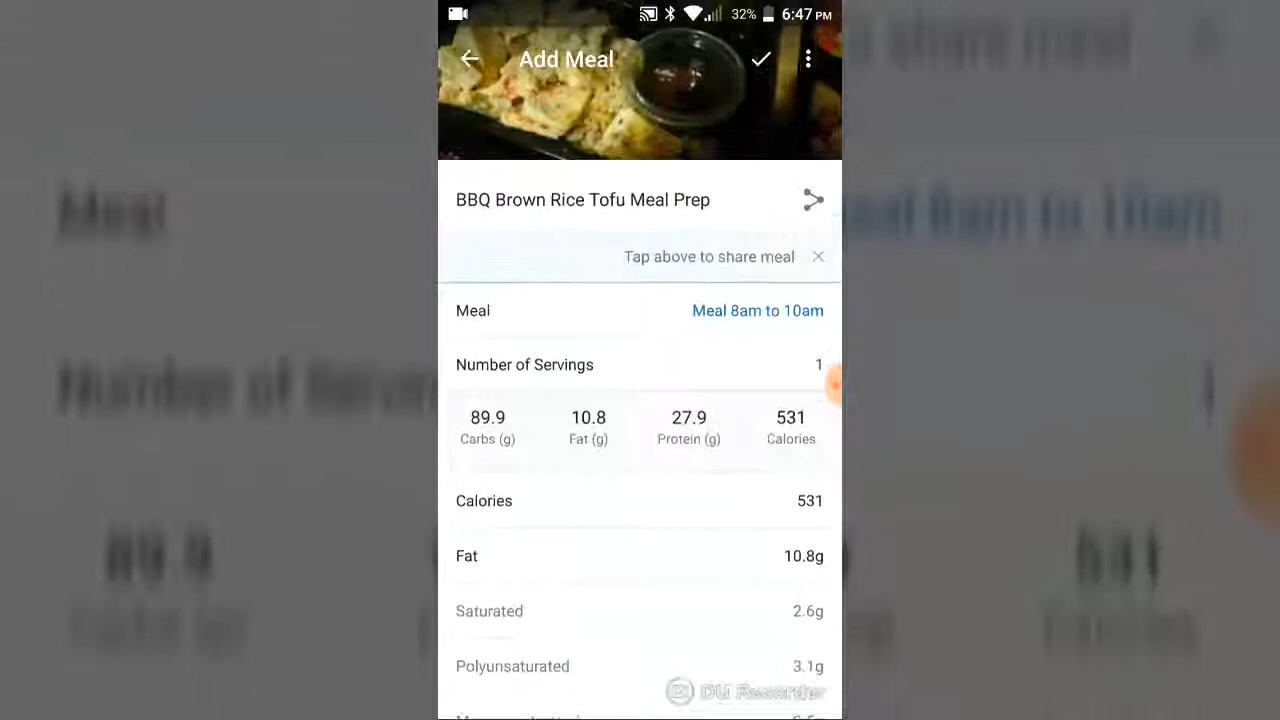 32% 6:47 PM
Add Meal
BBQ Brown Rice Tofu Meal Prep
Tap above to share meal
Meal Meal 8am to 10am
Number of Servings 1
89.9 10.8 27.9 531
Carbs (g) Fat (g) Protein (g) Calories
Calories 531
Fat 10.8g
Saturated 2.6g
Polyunsaturated 3.1g
DU Recorder